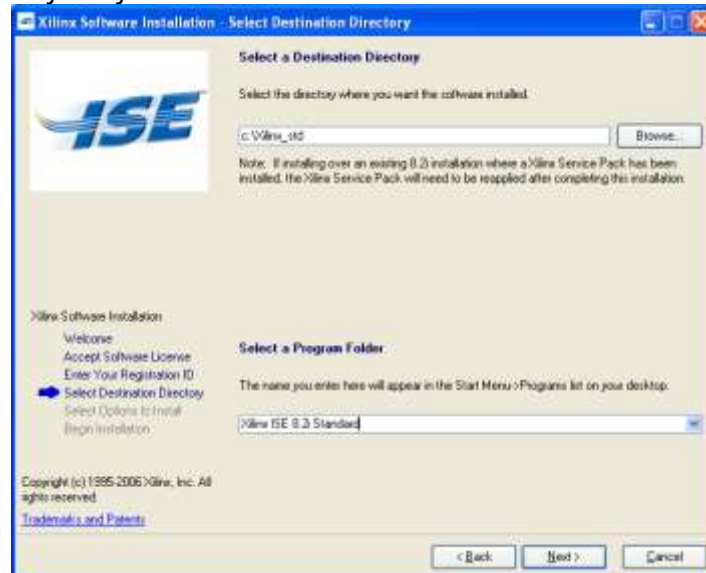 Xilinx Software Installation - Select Destination Directory
ISE
Select a Destination Directory
Select the directory where you want the software installed.
c:\Xilinx_std
Browse...
Note: If installing over an existing 8.2i installation where a Xilinx Service Pack has been
installed, the Xilinx Service Pack will need to be reapplied after completing this installation.
Xilinx Software Installation
Welcome
Accept Software License
Enter Your Registration ID
Select Destination Directory
Select Options to Install
Begin Installation
Select a Program Folder
The name you enter here will appear in the Start Menu>Programs list on your desktop.
Xilinx ISE 8.2i Standard
Copyright (c) 1995-2006 Xilinx, Inc. All
rights reserved.
Trademarks and Patents
< Back
Next >
Cancel